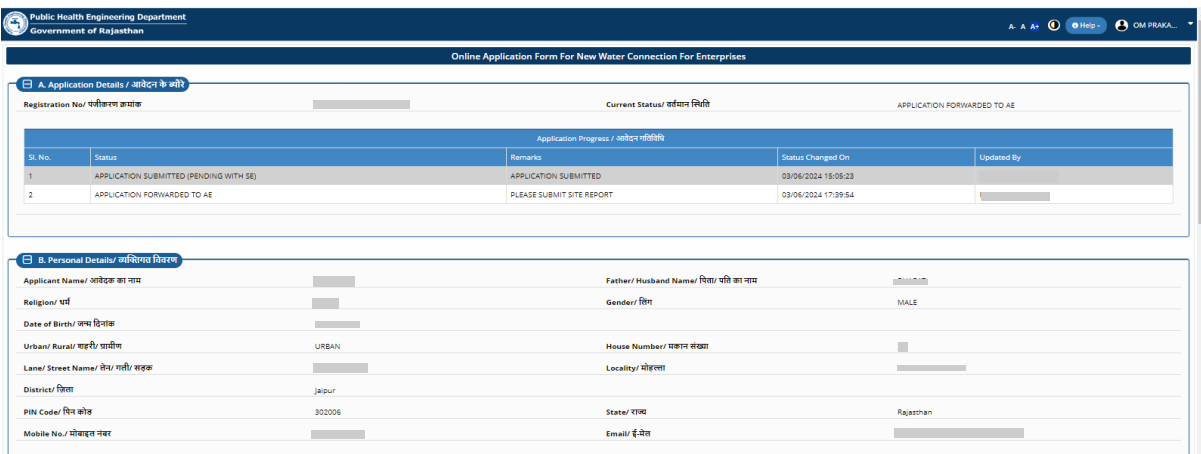 Public Health Engineering Department
Government of Rajasthan
A- A A+ Help - OM PRAKA...
Online Application Form For New Water Connection For Enterprises
A. Application Details / आवेदन के ब्यौरे
Registration No/ पंजीकरण क्रमांक Current Status/ वर्तमान स्थिति APPLICATION FORWARDED TO AE
Application Progress / आवेदन गतिविधि
Sl. No. Status Remarks Status Changed On Updated By
1 APPLICATION SUBMITTED (PENDING WITH SE) APPLICATION SUBMITTED 03/06/2024 15:05:23
2 APPLICATION FORWARDED TO AE PLEASE SUBMIT SITE REPORT 03/06/2024 17:39:54
B. Personal Details/ व्यक्तिगत विवरण
Applicant Name/ आवेदक का नाम Father/ Husband Name/ पिता/ पति का नाम
Religion/ धर्म Gender/ लिंग MALE
Date of Birth/ जन्म दिनांक
Urban/ Rural/ शहरी/ ग्रामीण URBAN House Number/ मकान संख्या
Lane/ Street Name/ लेन/ गली/ सड़क Locality/ मोहल्ला
District/ ज़िला Jaipur
PIN Code/ पिन कोड 302006 State/ राज्य Rajasthan
Mobile No./ मोबाइल नंबर Email/ ई-मेल